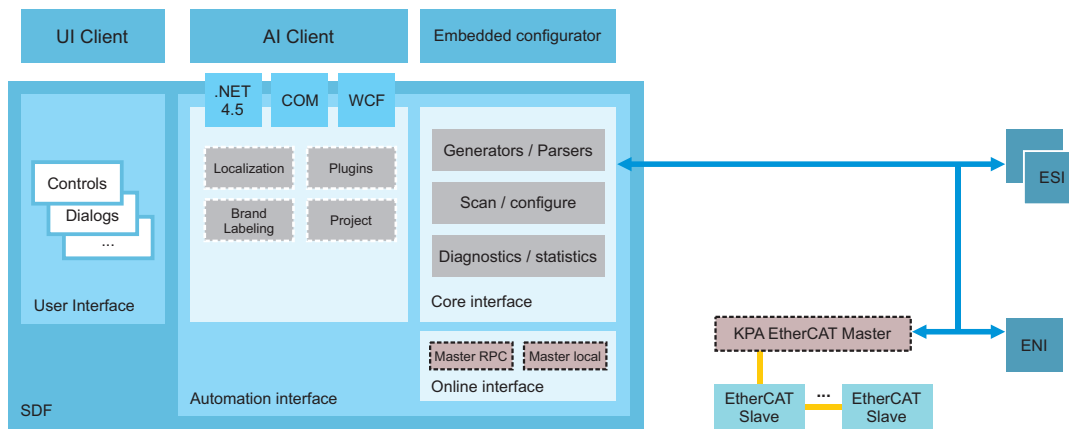 UI Client
AI Client
Embedded configurator
.NET
4.5
COM
WCF
Controls
Dialogs
...
User Interface
Localization
Plugins
Brand
Labeling
Project
Generators / Parsers
Scan / configure
Diagnostics / statistics
Core interface
Master RPC
Master local
Online interface
Automation interface
SDF
ESI
KPA EtherCAT Master
ENI
EtherCAT
Slave
...
EtherCAT
Slave